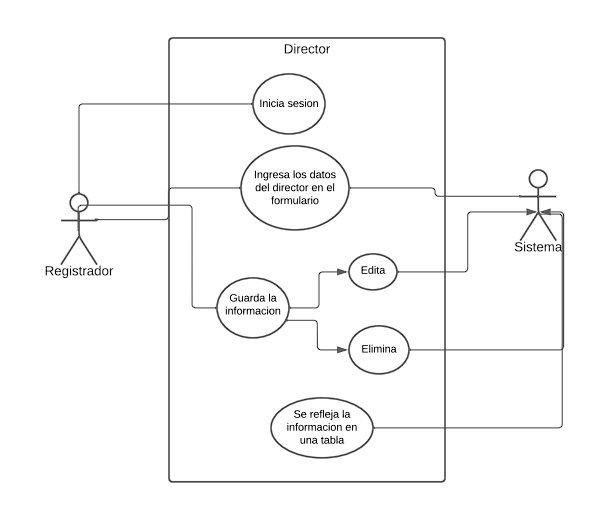 Director
Inicia sesion
Ingresa los datos
del director en el
formulario
Registrador
Sistema
Edita
Guarda la
informacion
Elimina
Se refleja la
informacion en
una tabla